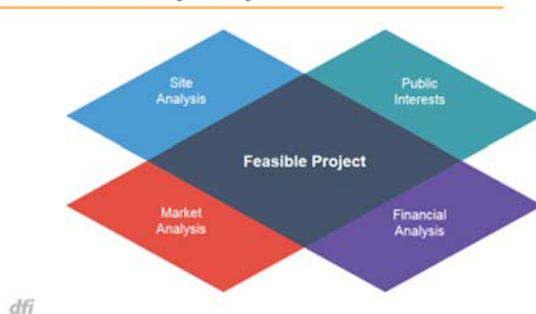 Site
Analysis
Public
Interests
Feasible Project
Market
Analysis
Financial
Analysis
dfi